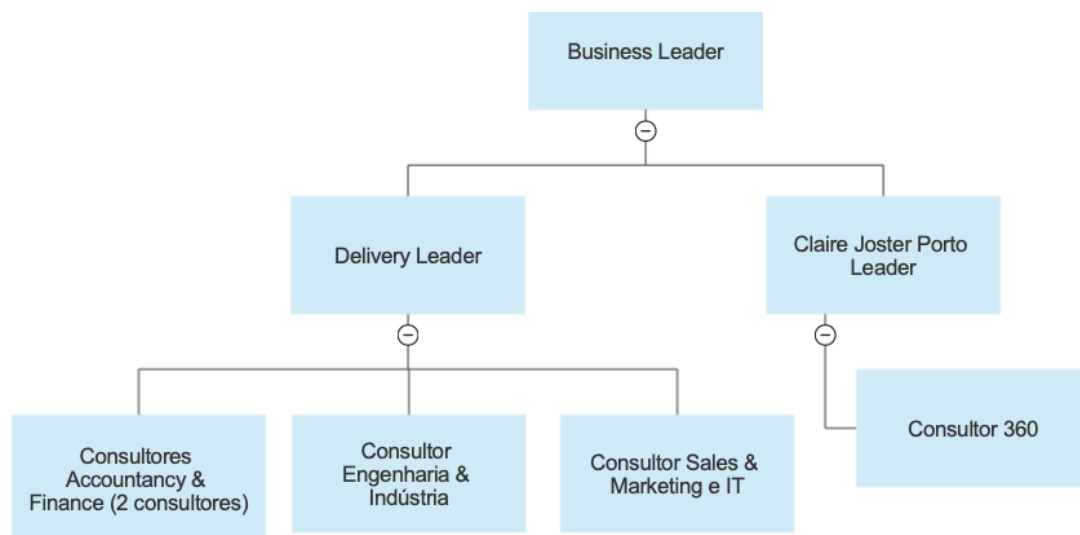 Business Leader
Delivery Leader
Claire Joster Porto
Leader
Consultores
Accountancy &
Finance (2 consultores)
Consultor
Engenharia &
Indústria
Consultor Sales &
Marketing e IT
Consultor 360